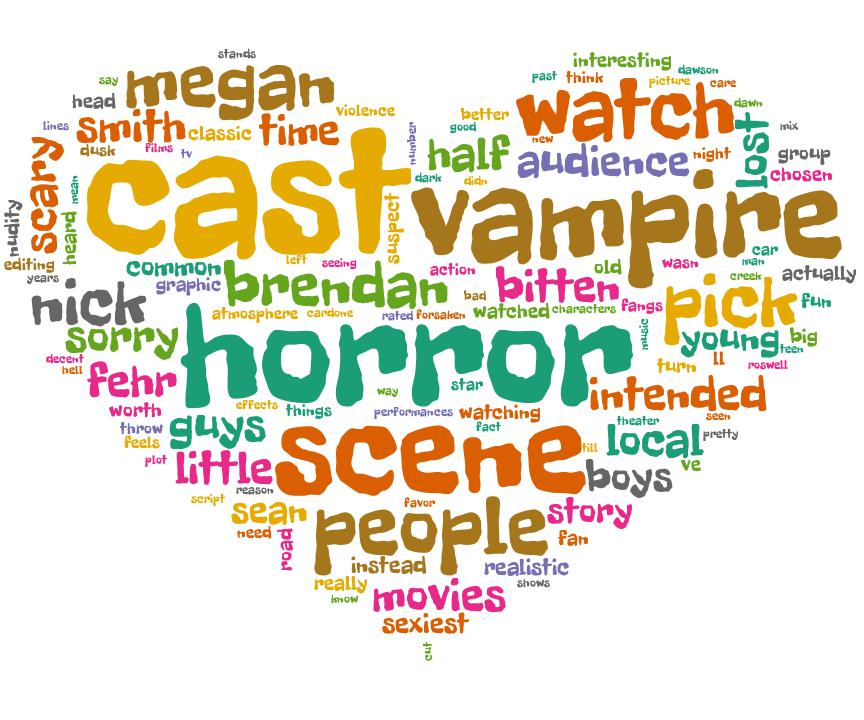 stands
say
megan
interesting
past
think
dawson
picture
care
head
violence
better
watch
dawn
lines
smith
classic
time
good
new
lost
mix
scary
dusk
films
tv
number
half
audience
night
group
cast
dark
didn
chosen
mean
vampire
nudity
heard
suspect
editing
years
common
left
seeing
action
old
wasn
car
man
creek
actually
graphic
brendan
bitten
nick
bad
fangs
pick
fun
atmosphere
cardone
rated
forsaken
watched
characters
sorry
horror
music
young
big
teen
decent
hell
ll
turn
roswell
fehr
way
star
intended
worth
effects
things
performances
watching
seen
throw
guys
fact
theater
pretty
feels
scene
till
local
plot
little
boys
ve
reason
script
sean
favor
story
need
road
people
fan
instead
realistic
really
shows
know
movies
sexiest
cut